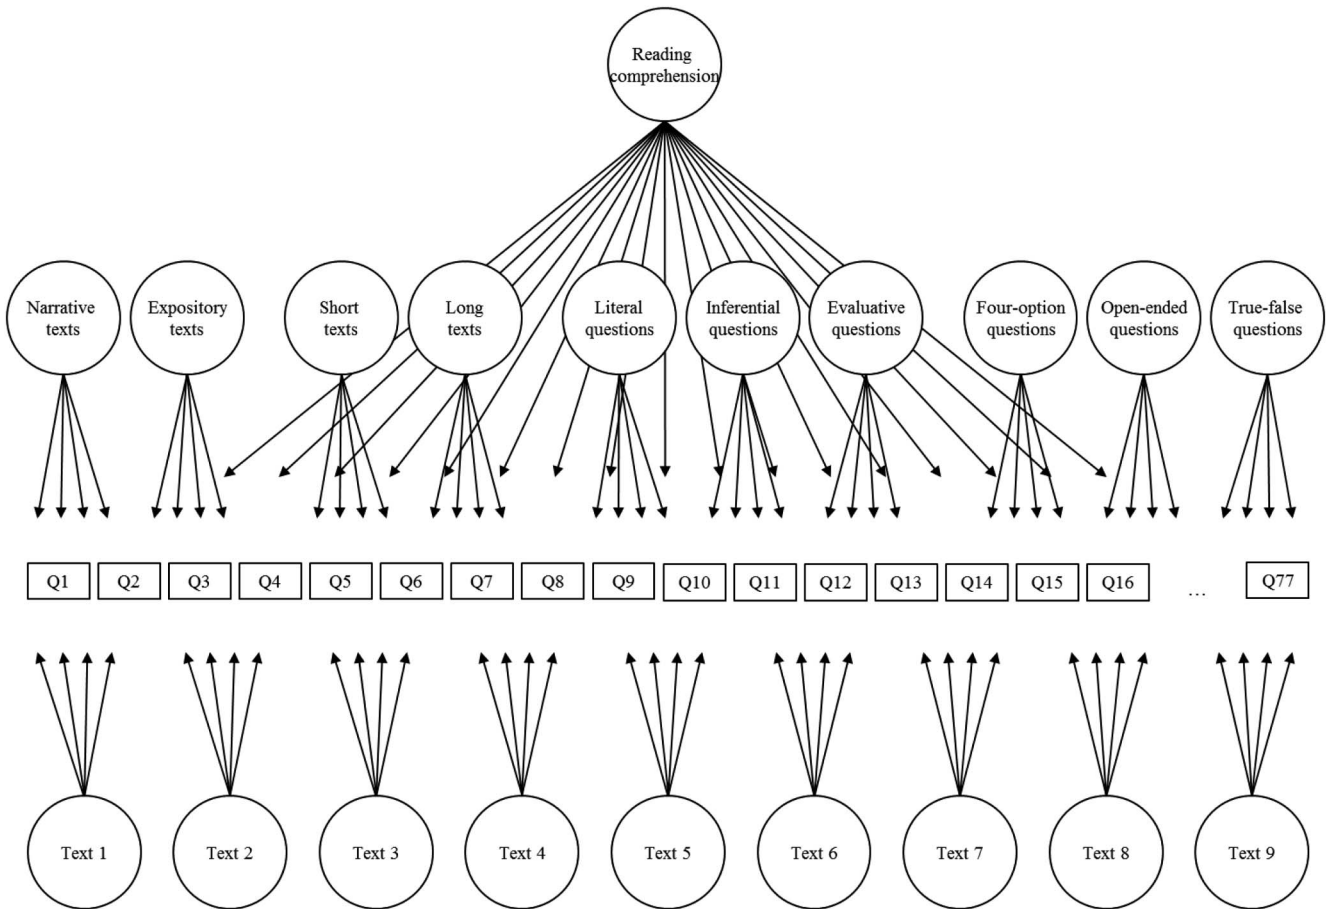 Reading
comprehension
Narrative
texts
Expository
texts
Short
texts
Long
texts
Literal
questions
Inferential
questions
Evaluative
questions
Four-option
questions
Open-ended
questions
True-false
questions
Q1 Q2 Q3 Q4 Q5 Q6 Q7 Q8 Q9 Q10 Q11 Q12 Q13 Q14 Q15 Q16 ... Q77
Text 1 Text 2 Text 3 Text 4 Text 5 Text 6 Text 7 Text 8 Text 9